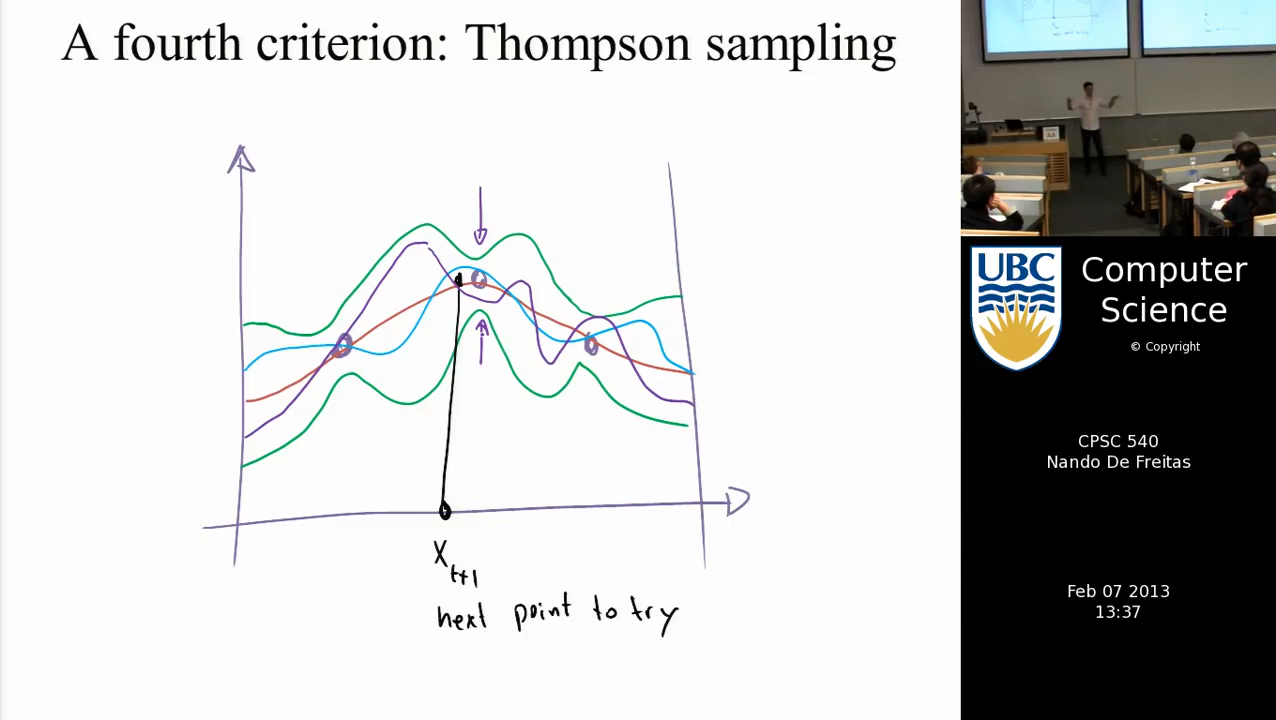 A fourth criterion: Thompson sampling
X t+1
next point to try
UBC
Computer
Science
© Copyright
CPSC 540
Nando De Freitas
Feb 07 2013
13:37